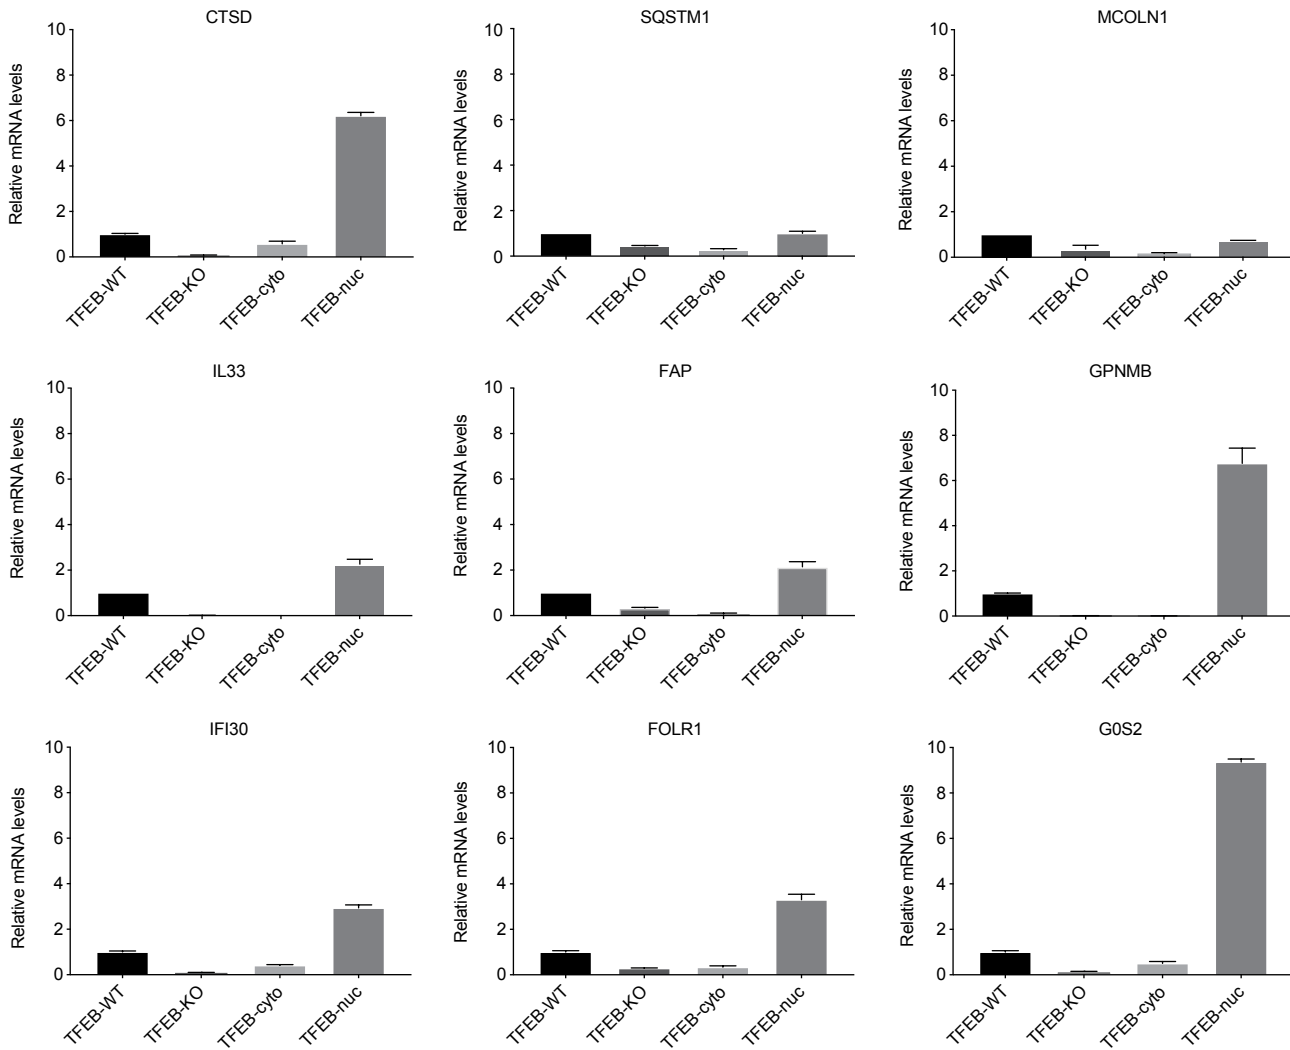 CTSD
Relative mRNA levels
10
8
6
4
2
0
TFEB-WT
TFEB-KO
TFEB-cyto
TFEB-nuc
SQSTM1
Relative mRNA levels
10
8
6
4
2
0
TFEB-WT
TFEB-KO
TFEB-cyto
TFEB-nuc
MCOLN1
Relative mRNA levels
10
8
6
4
2
0
TFEB-WT
TFEB-KO
TFEB-cyto
TFEB-nuc
IL33
Relative mRNA levels
10
8
6
4
2
0
TFEB-WT
TFEB-KO
TFEB-cyto
TFEB-nuc
FAP
Relative mRNA levels
10
8
6
4
2
0
TFEB-WT
TFEB-KO
TFEB-cyto
TFEB-nuc
GPNMB
Relative mRNA levels
10
8
6
4
2
0
TFEB-WT
TFEB-KO
TFEB-cyto
TFEB-nuc
IFI30
Relative mRNA levels
10
8
6
4
2
0
TFEB-WT
TFEB-KO
TFEB-cyto
TFEB-nuc
FOLR1
Relative mRNA levels
10
8
6
4
2
0
TFEB-WT
TFEB-KO
TFEB-cyto
TFEB-nuc
G0S2
Relative mRNA levels
10
8
6
4
2
0
TFEB-WT
TFEB-KO
TFEB-cyto
TFEB-nuc